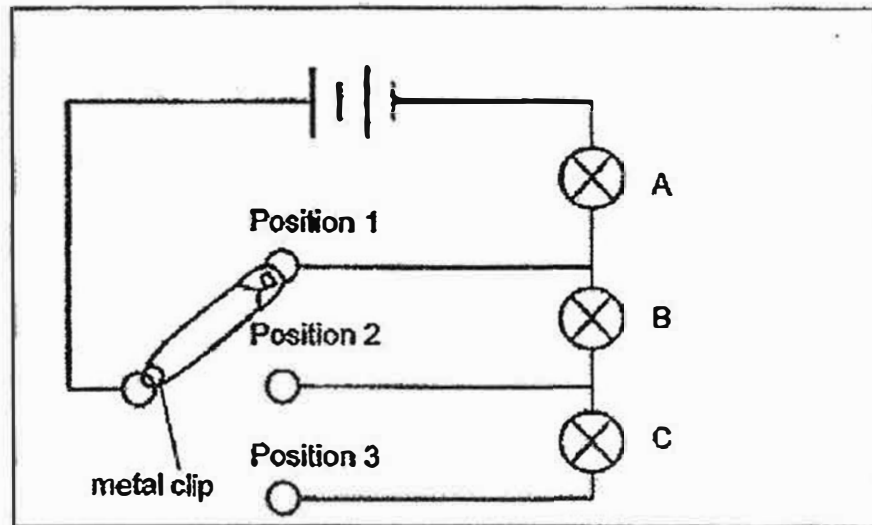 A
Position 1
B
Position 2
C
Position 3
metal clip